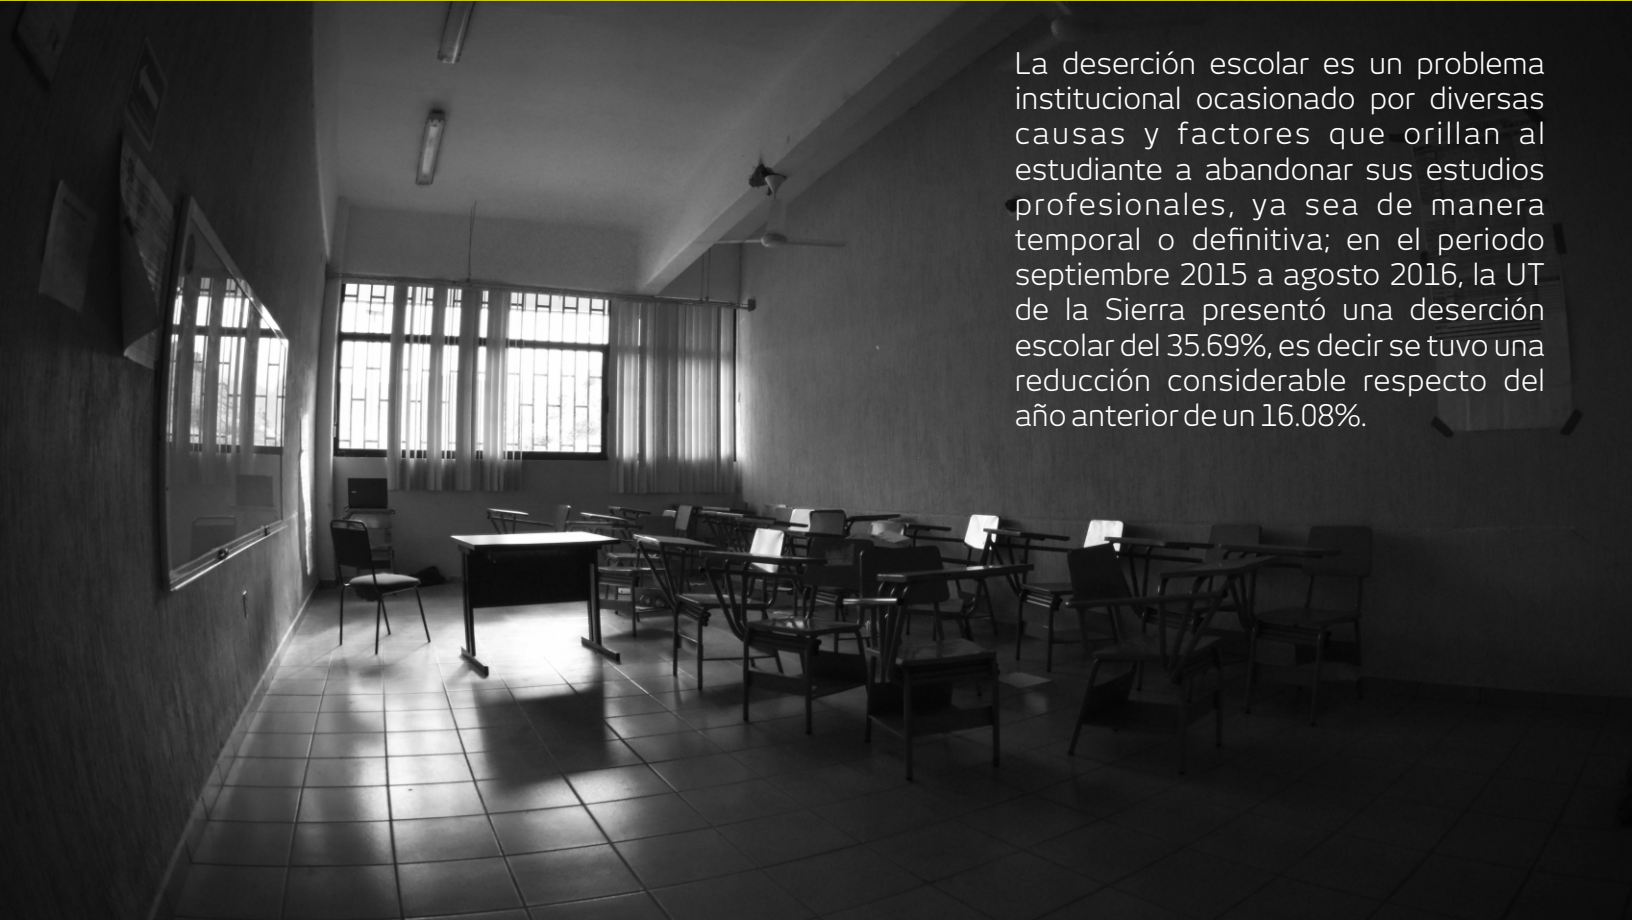 La deserción escolar es un problema
institucional ocasionado por diversas
causas y factores que orillan al
estudiante a abandonar sus estudios
profesionales, ya sea de manera
temporal o definitiva; en el periodo
septiembre 2015 a agosto 2016, la UT
de la Sierra presentó una deserción
escolar del 35.69%, es decir se tuvo una
reducción considerable respecto del
año anterior de un 16.08%.